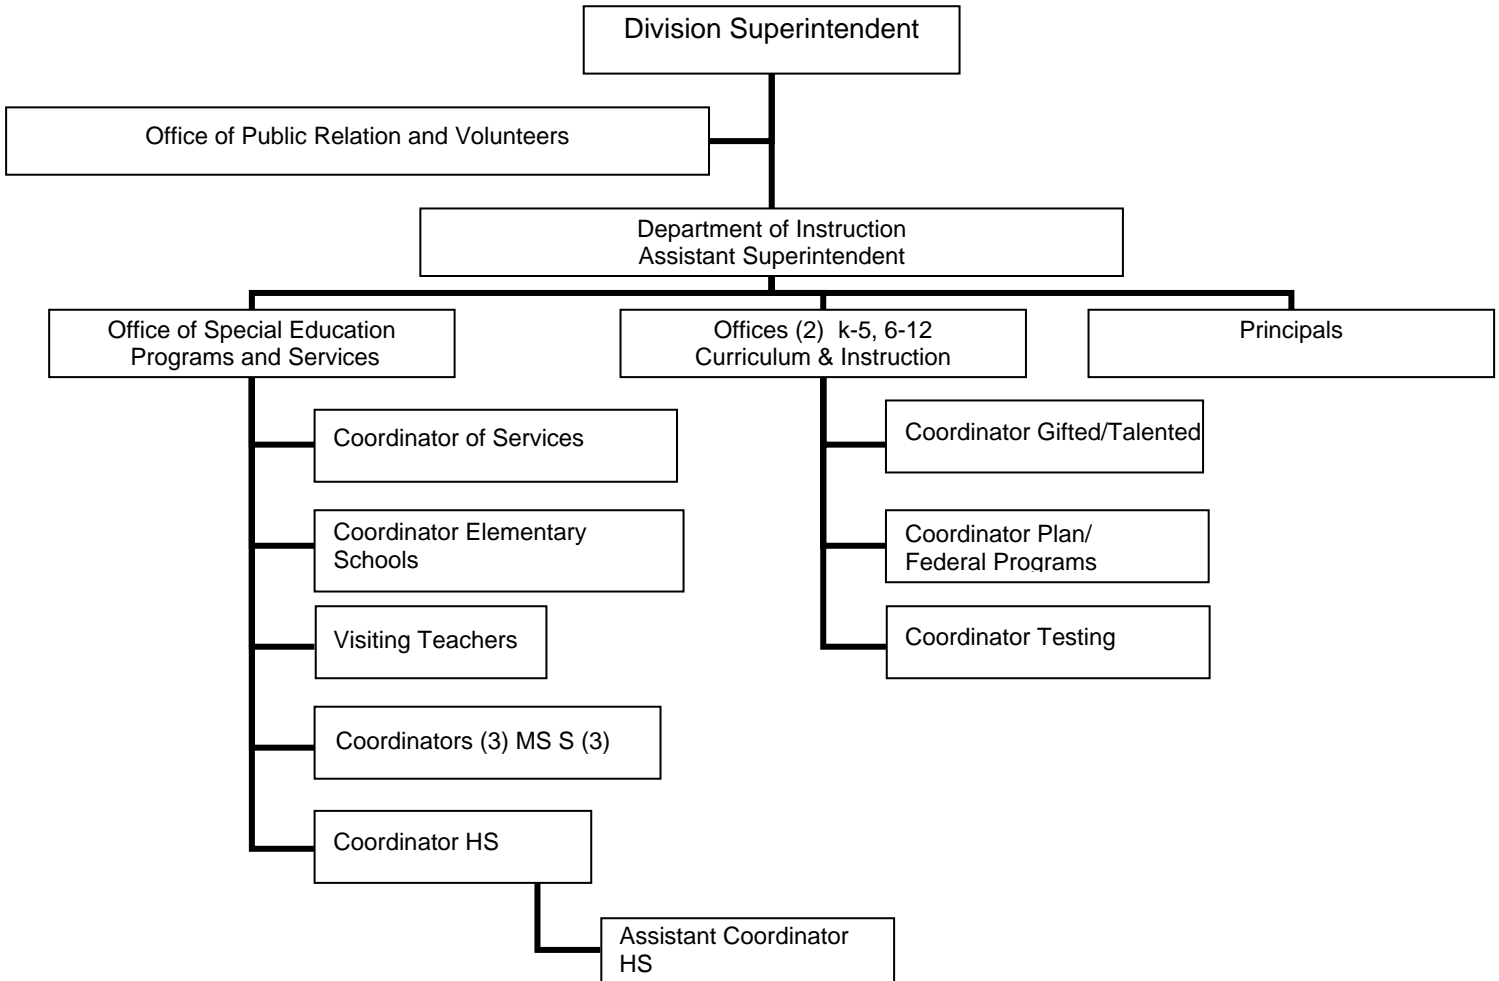 Division Superintendent
Office of Public Relation and Volunteers
Department of Instruction
Assistant Superintendent
Office of Special Education
Programs and Services
Offices (2)  k-5, 6-12
Curriculum & Instruction
Principals
Coordinator of Services
Coordinator Elementary
Schools
Visiting Teachers
Coordinators (3) MS S (3)
Coordinator HS
Assistant Coordinator
HS
Coordinator Gifted/Talented
Coordinator Plan/
Federal Programs
Coordinator Testing